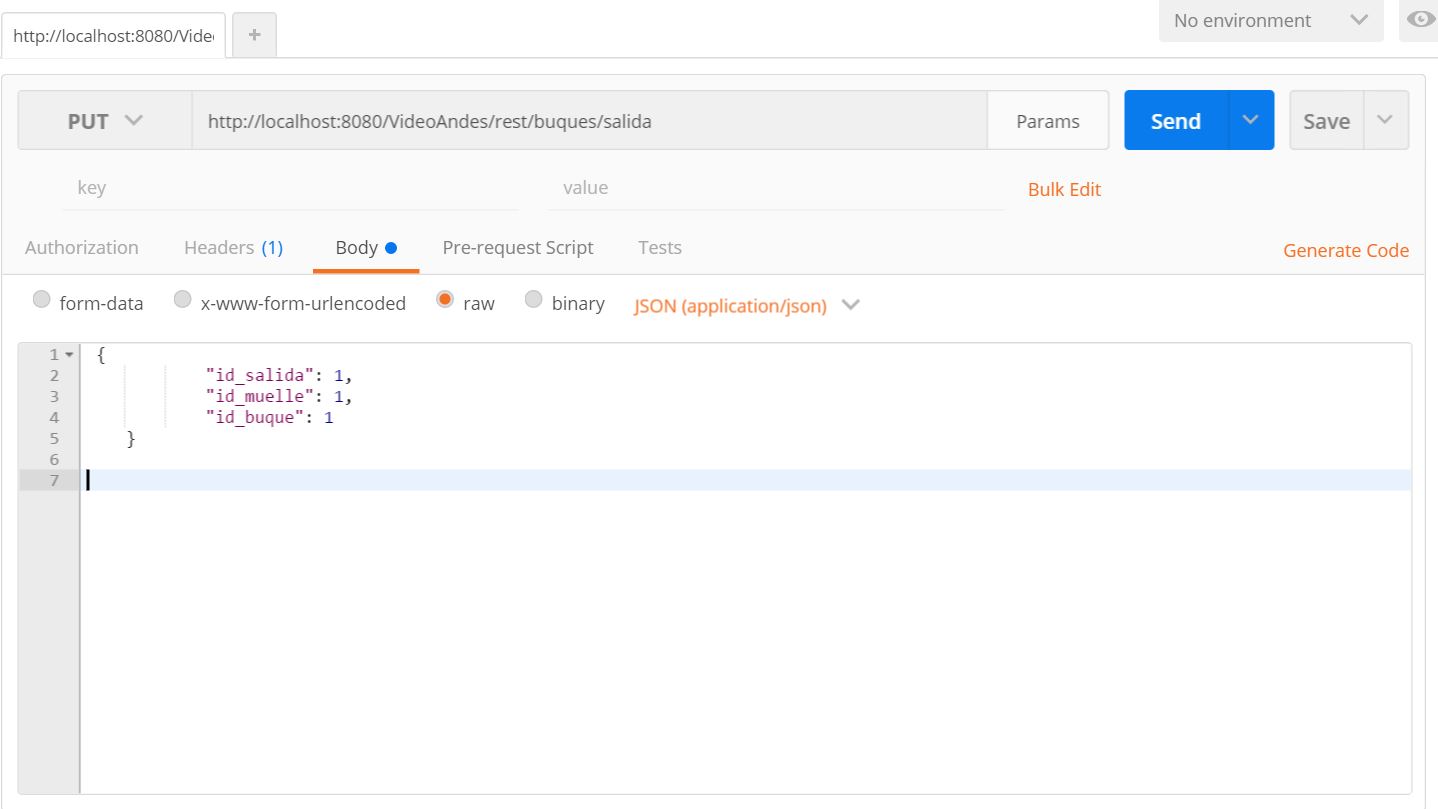 http://localhost:8080/Vide
+
No environment
PUT
http://localhost:8080/VideoAndes/rest/buques/salida
Params
Send
Save
key
value
Bulk Edit
Authorization
Headers (1)
Body
Pre-request Script
Tests
Generate Code
form-data
x-www-form-urlencoded
raw
binary
JSON (application/json)
1 {
2 "id_salida": 1,
3 "id_muelle": 1,
4 "id_buque": 1
5 }
6
7